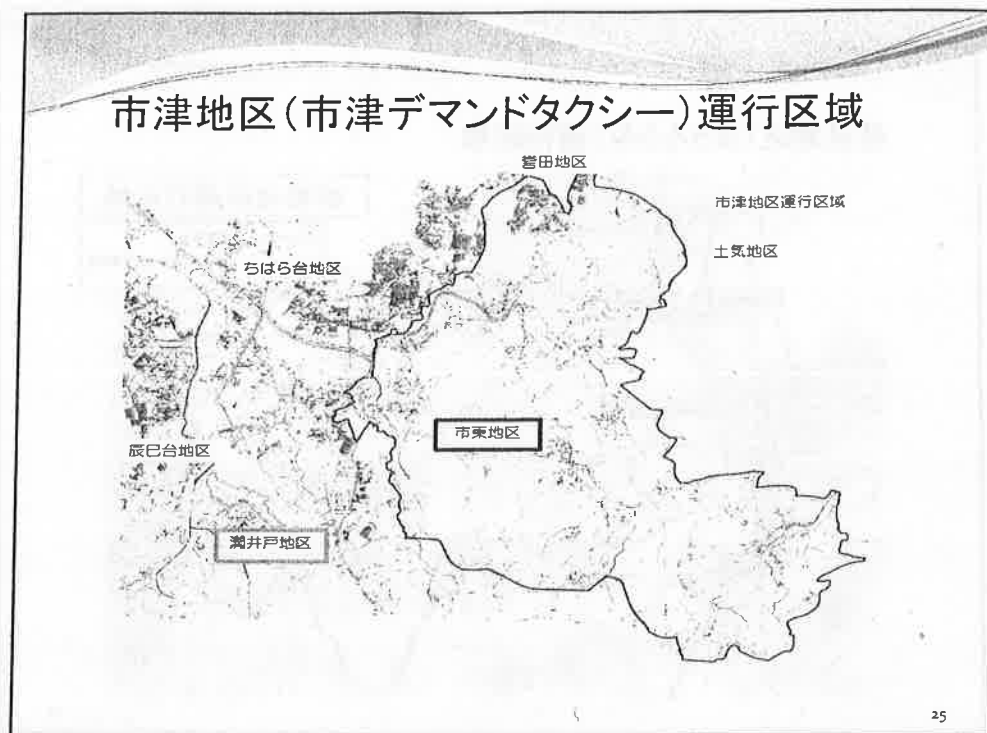 市津地区(市津デマンドタクシー)運行区域
誉田地区
市津地区運行区域
土気地区
ちはら台地区
市東地区
辰巳台地区
潤井戸地区
25